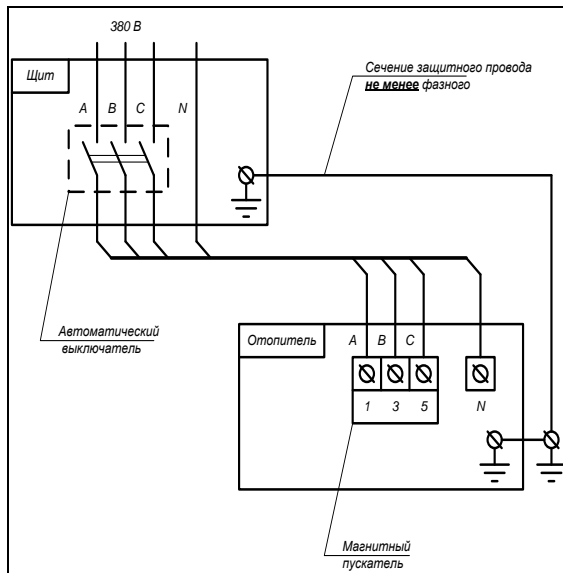 380 В
Щит
Сечение защитного провода
не менее фазного
A B C N
Автоматический
выключатель
Отопитель
A B C
1 3 5 N
Магнитный
пускатель